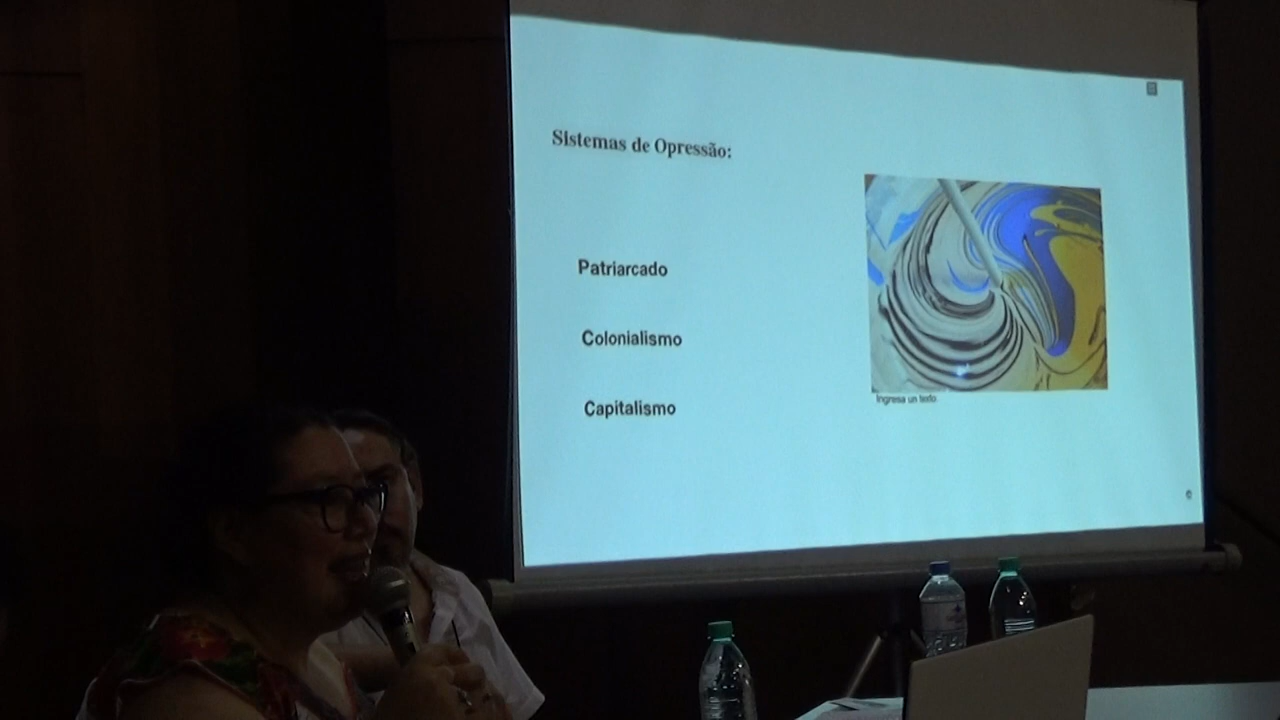 Sistemas de Opressão:
Patriarcado
Colonialismo
Capitalismo
Ingresa un texto